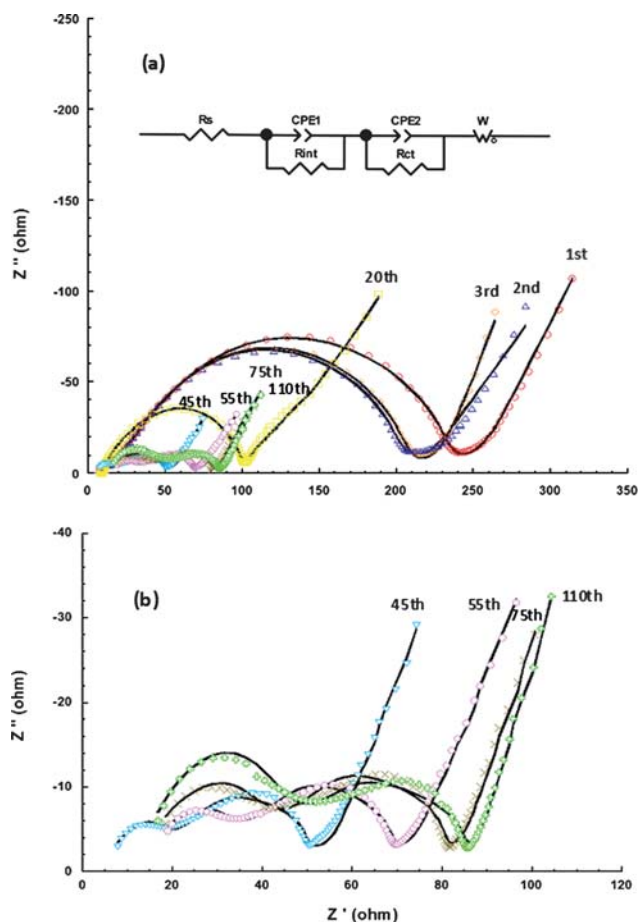 -250
(a)
-200
Rs CPE1 CPE2 W
Rint Rct o
-150
Z '' (ohm)
-100
20th 3rd 2nd 1st
-50
45th 55th 75th 110th
0
0 50 100 150 200 250 300 350
-40
(b)
45th 55th 75th 110th
-30
Z '' (ohm)
-20
-10
0
0 20 40 60 80 100 120
Z ' (ohm)